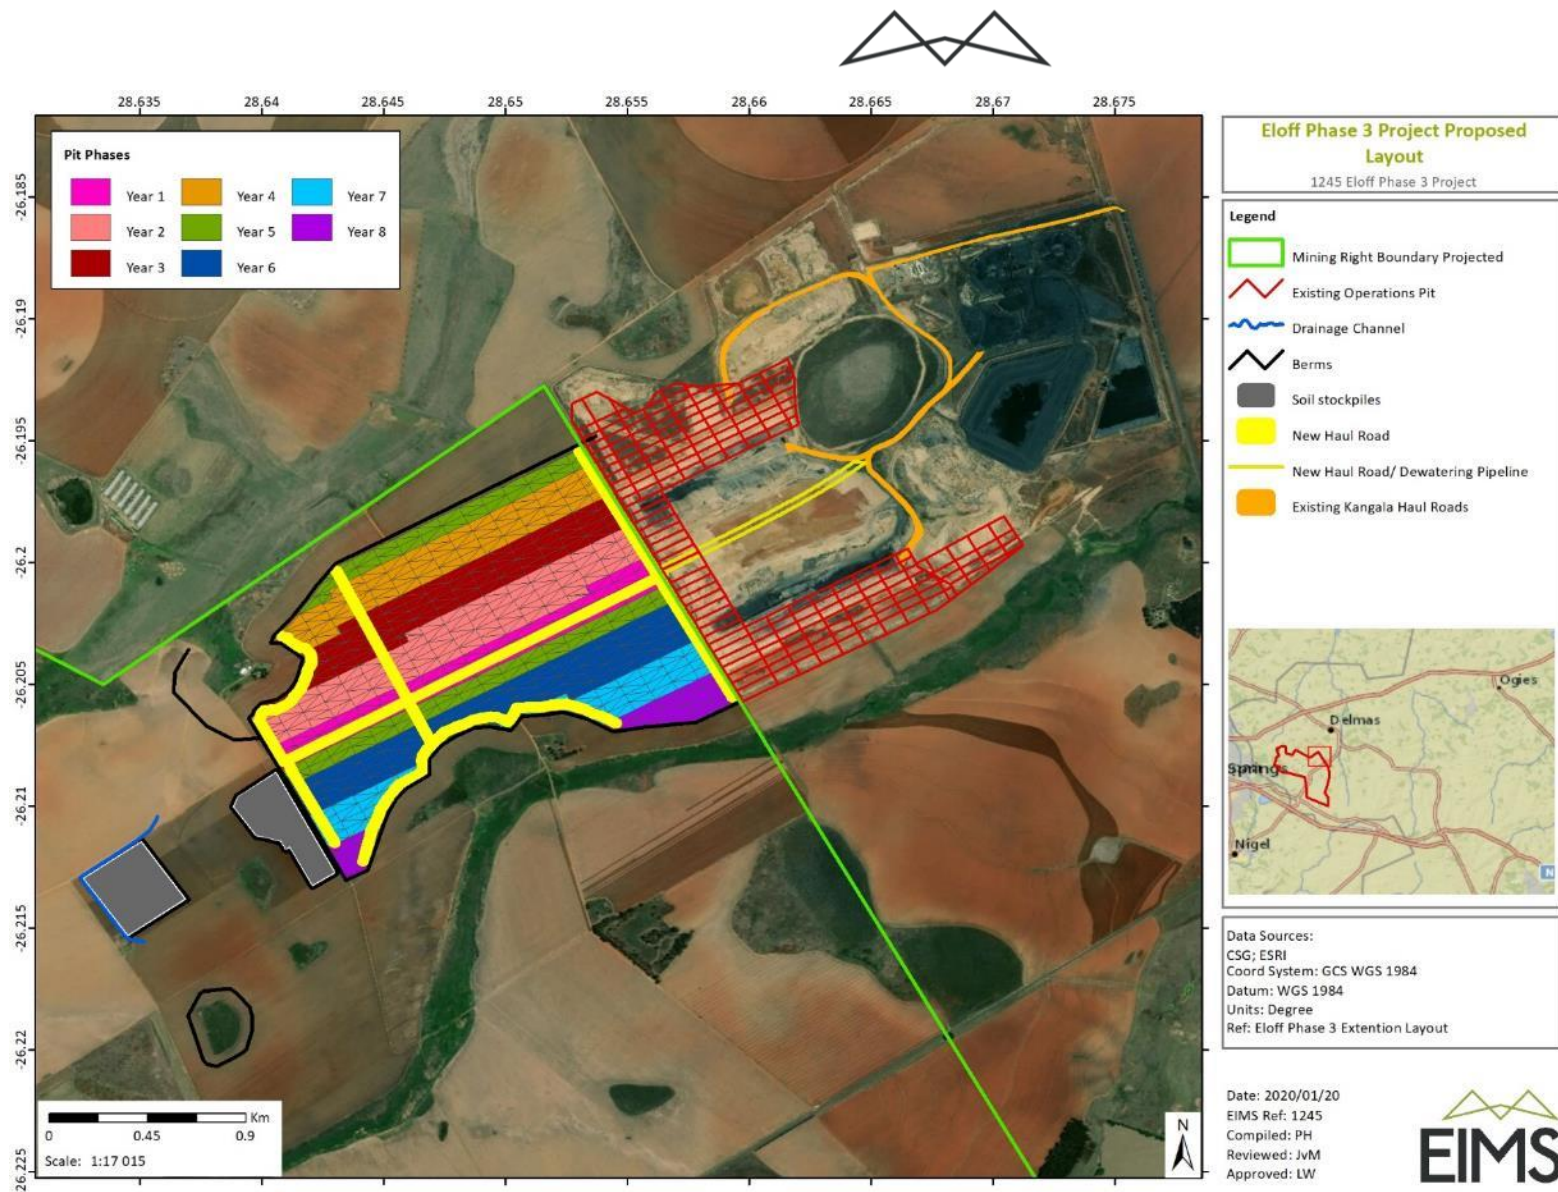 28.635 28.64 28.645 28.65 28.655 28.66 28.665 28.67 28.675
-26.185
-26.19
-26.195
-26.2
-26.205
-26.21
-26.215
-26.22
-26.225
Pit Phases
Year 1 Year 4 Year 7
Year 2 Year 5 Year 8
Year 3 Year 6
Km
0 0.45 0.9
Scale: 1:17 015
N
Eloff Phase 3 Project Proposed
Layout
1245 Eloff Phase 3 Project
Legend
Mining Right Boundary Projected
Existing Operations Pit
Drainage Channel
Berms
Soil stockpiles
New Haul Road
New Haul Road/ Dewatering Pipeline
Existing Kangala Haul Roads
Ogies
Delmas
Springs
Nigel
N
Data Sources:
CSG; ESRI
Coord System: GCS WGS 1984
Datum: WGS 1984
Units: Degree
Ref: Eloff Phase 3 Extention Layout
Date: 2020/01/20
EIMS Ref: 1245
Compiled: PH
Reviewed: JvM
Approved: LW
EIMS